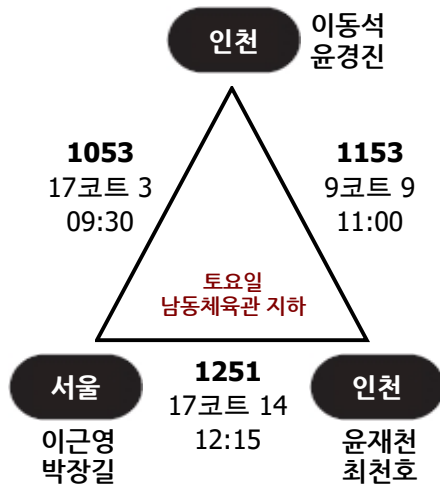 인천
이동석
윤경진
1053
17코트 3
09:30
1153
9코트 9
11:00
토요일
남동체육관 지하
서울
이근영
박장길
1251
17코트 14
12:15
인천
윤재천
최천호